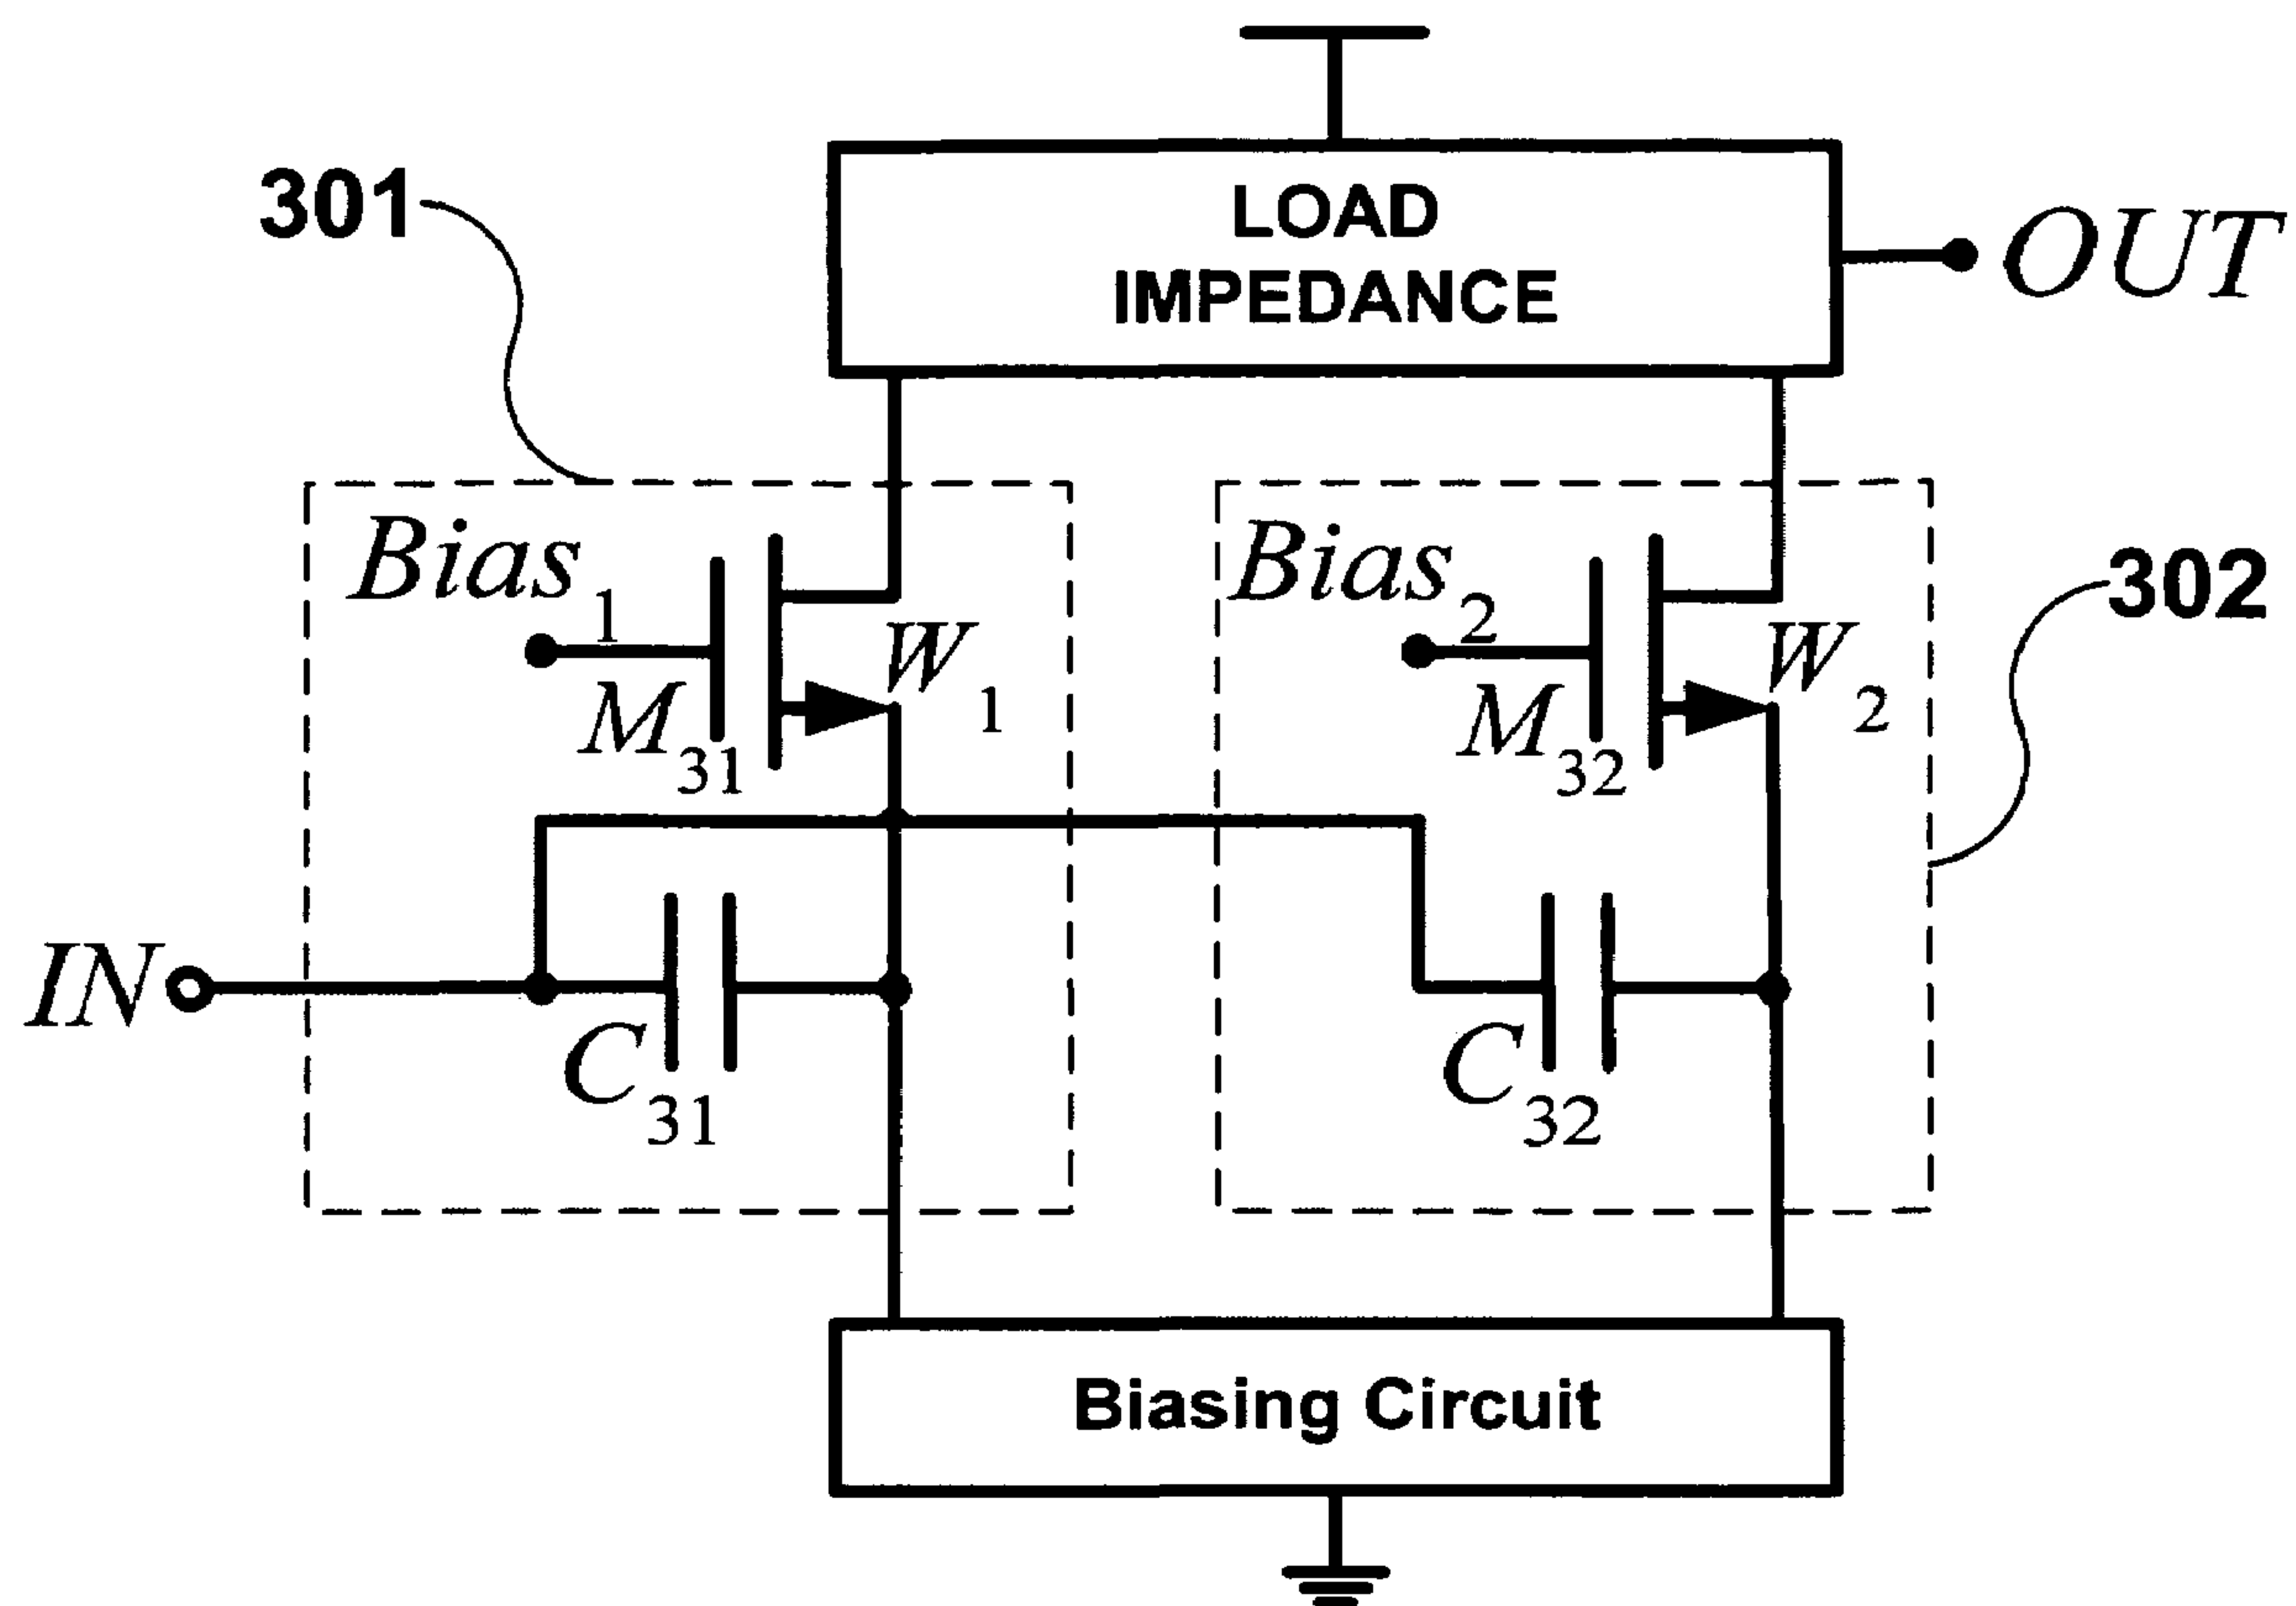 301
LOAD
IMPEDANCE
OUT
Bias1
Bias2
302
M31
W1
M32
W2
IN
C31
C32
Biasing Circuit